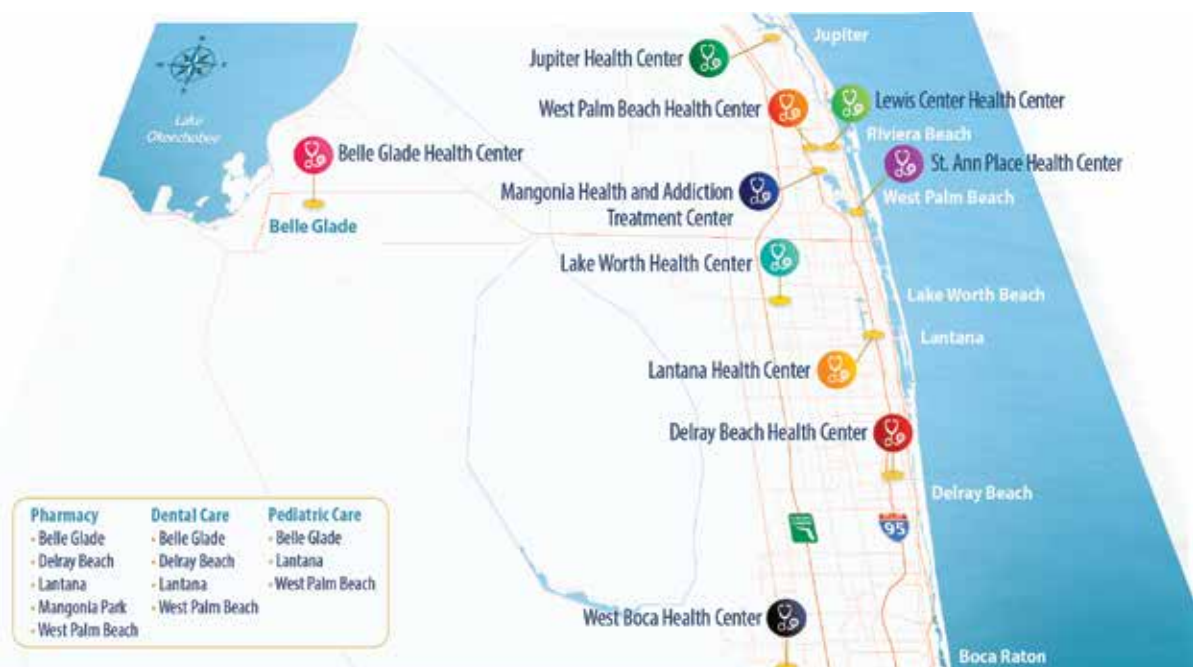 Jupiter
Jupiter Health Center
West Palm Beach Health Center
Lewis Center Health Center
Lake
Okeechobee
Riviera Beach
Belle Glade Health Center
St. Ann Place Health Center
Mangonia Health and Addiction
Treatment Center
West Palm Beach
Belle Glade
Lake Worth Health Center
Lake Worth Beach
Lantana
Lantana Health Center
Delray Beach Health Center
Delray Beach
95
Pharmacy
• Belle Glade
• Delray Beach
• Lantana
• Mangonia Park
• West Palm Beach
Dental Care
• Belle Glade
• Delray Beach
• Lantana
• West Palm Beach
Pediatric Care
• Belle Glade
• Lantana
• West Palm Beach
West Boca Health Center
Boca Raton